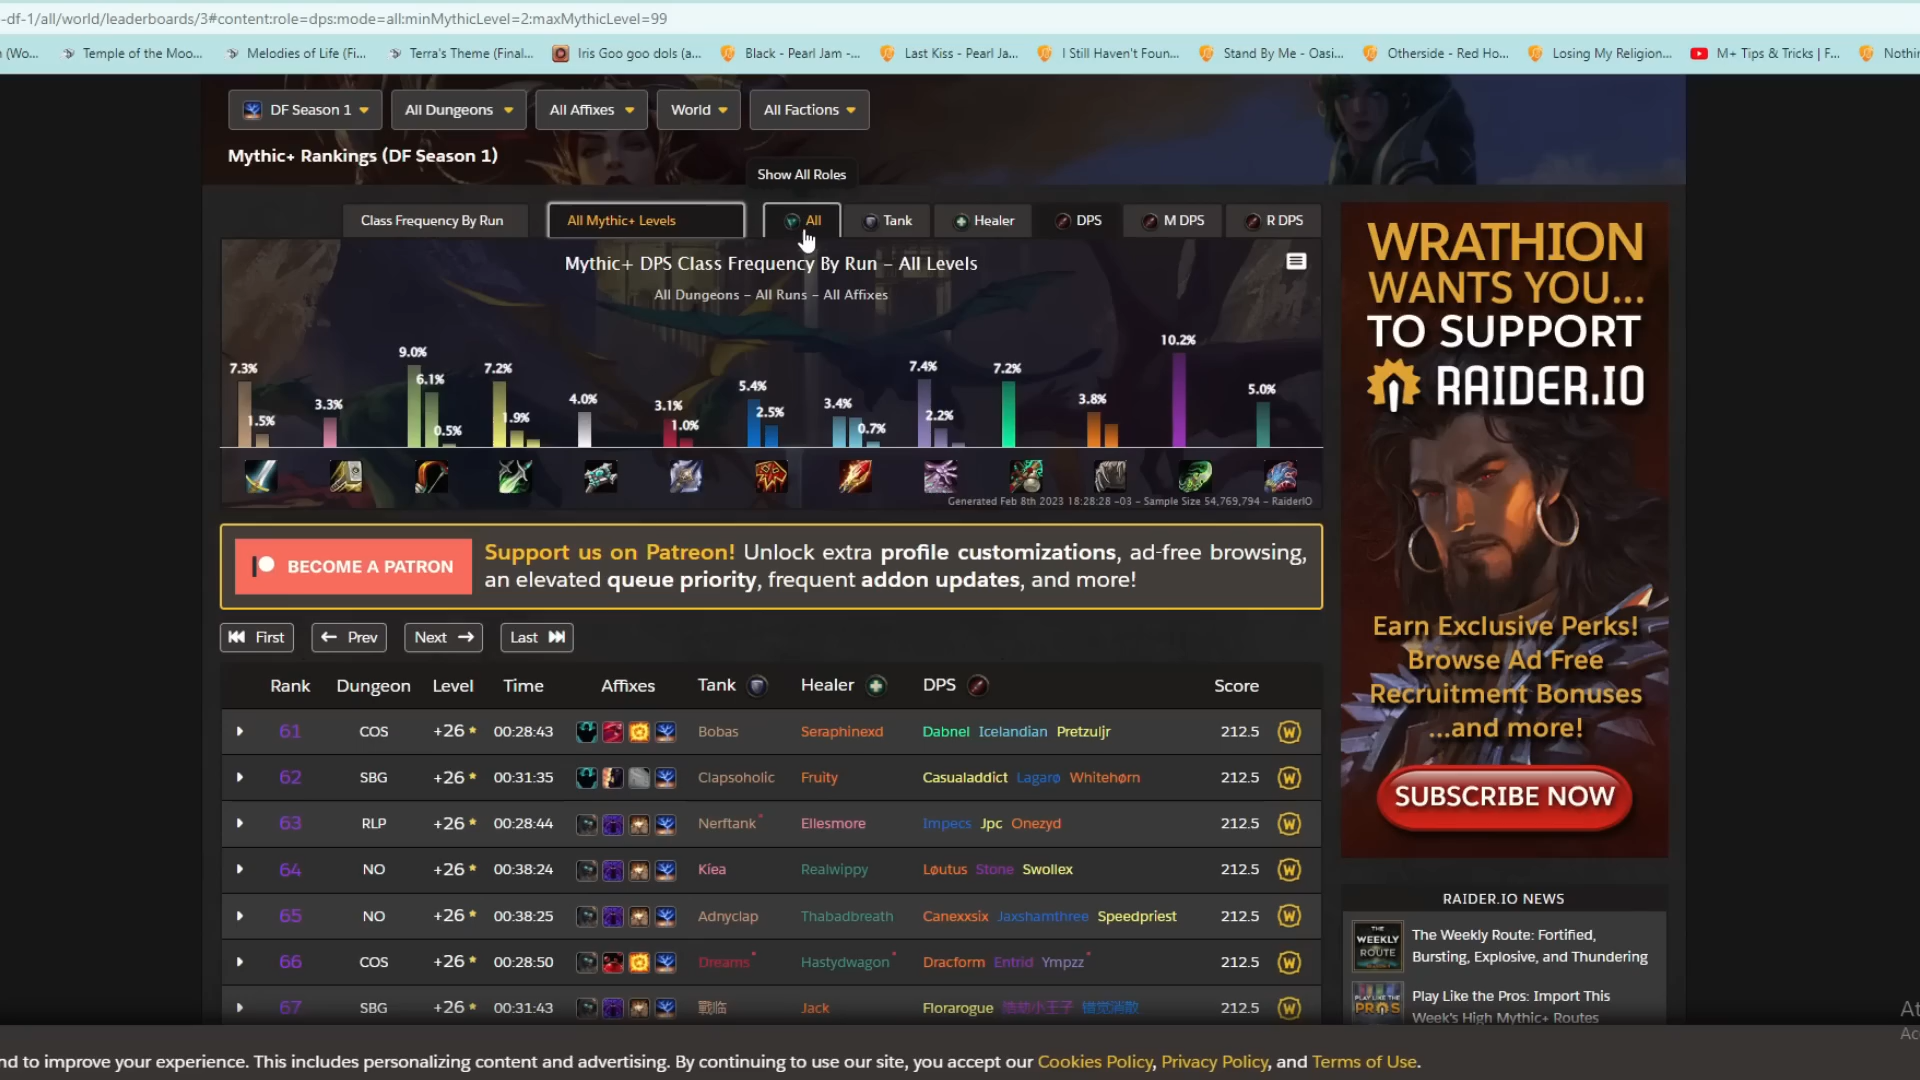 -df-1/all/world/leaderboards/3#content:role=dps:mode=all:minMythicLevel=2:maxMythicLevel=99
(Wo... Temple of the Moo... Melodies of Life (Fi... Terra's Theme (Final... Iris Goo goo dols (a... Black - Pearl Jam -... Last Kiss - Pearl Ja... I Still Haven't Foun... Stand By Me - Oasi... Otherside - Red Ho... Losing My Religion... M+ Tips & Tricks | F... Nothin
DF Season 1 All Dungeons All Affixes World All Factions
Mythic+ Rankings (DF Season 1)
Show All Roles
Class Frequency By Run All Mythic+ Levels All Tank Healer DPS M DPS R DPS
Mythic+ DPS Class Frequency By Run – All Levels
All Dungeons – All Runs – All Affixes
7.3% 1.5% 3.3% 9.0% 6.1% 0.5% 7.2% 1.9% 4.0% 3.1% 1.0% 5.4% 2.5% 3.4% 0.7% 7.4% 2.2% 7.2% 3.8% 10.2% 5.0%
Generated Feb 8th 2023 18:28:28 -03 – Sample Size 54,769,794 – RaiderIO
BECOME A PATRON
Support us on Patreon! Unlock extra profile customizations, ad-free browsing,
an elevated queue priority, frequent addon updates, and more!
First Prev Next Last
Rank Dungeon Level Time Affixes Tank Healer DPS Score
61 COS +26 00:28:43 Bobas Seraphinexd Dabnel Icelandian Pretzuljr 212.5
62 SBG +26 00:31:35 Clapsoholic Fruity Casualaddict Lagarø Whitehørn 212.5
63 RLP +26 00:28:44 Nerftank Ellesmore Impecs Jpc Onezyd 212.5
64 NO +26 00:38:24 Kíea Realwippy Løutus Stone Swollex 212.5
65 NO +26 00:38:25 Adnyclap Thabadbreath Canexxsix Jaxshamthree Speedpriest 212.5
66 COS +26 00:28:50 Dreams Hastydwagon Dracform Entrid Ympzz 212.5
67 SBG +26 00:31:43 戰临 Jack Florarogue 212.5
WRATHION
WANTS YOU...
TO SUPPORT
RAIDER.IO
Earn Exclusive Perks!
Browse Ad Free
Recruitment Bonuses
...and more!
SUBSCRIBE NOW
RAIDER.IO NEWS
THE WEEKLY ROUTE
The Weekly Route: Fortified,
Bursting, Explosive, and Thundering
PLAY LIKE THE PROS
Play Like the Pros: Import This
Week's High Mythic+ Routes
nd to improve your experience. This includes personalizing content and advertising. By continuing to use our site, you accept our Cookies Policy, Privacy Policy, and Terms of Use.
At
Ac